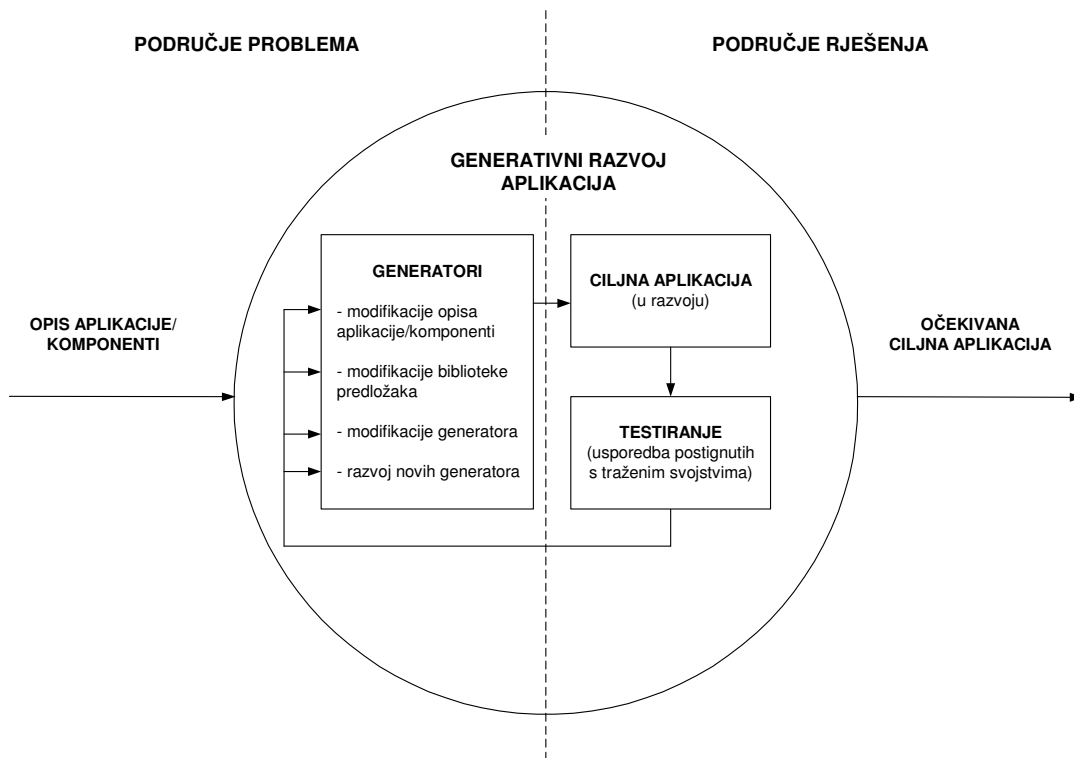 PODRUČJE PROBLEMA
PODRUČJE RJEŠENJA
GENERATIVNI RAZVOJ
APLIKACIJA
OPIS APLIKACIJE/
KOMPONENTI
GENERATORI
- modifikacije opisa
aplikacije/komponenti
- modifikacije biblioteke
predložaka
- modifikacije generatora
- razvoj novih generatora
CILJNA APLIKACIJA
(u razvoju)
TESTIRANJE
(usporedba postignutih
s traženim svojstvima)
OČEKIVANA
CILJNA APLIKACIJA